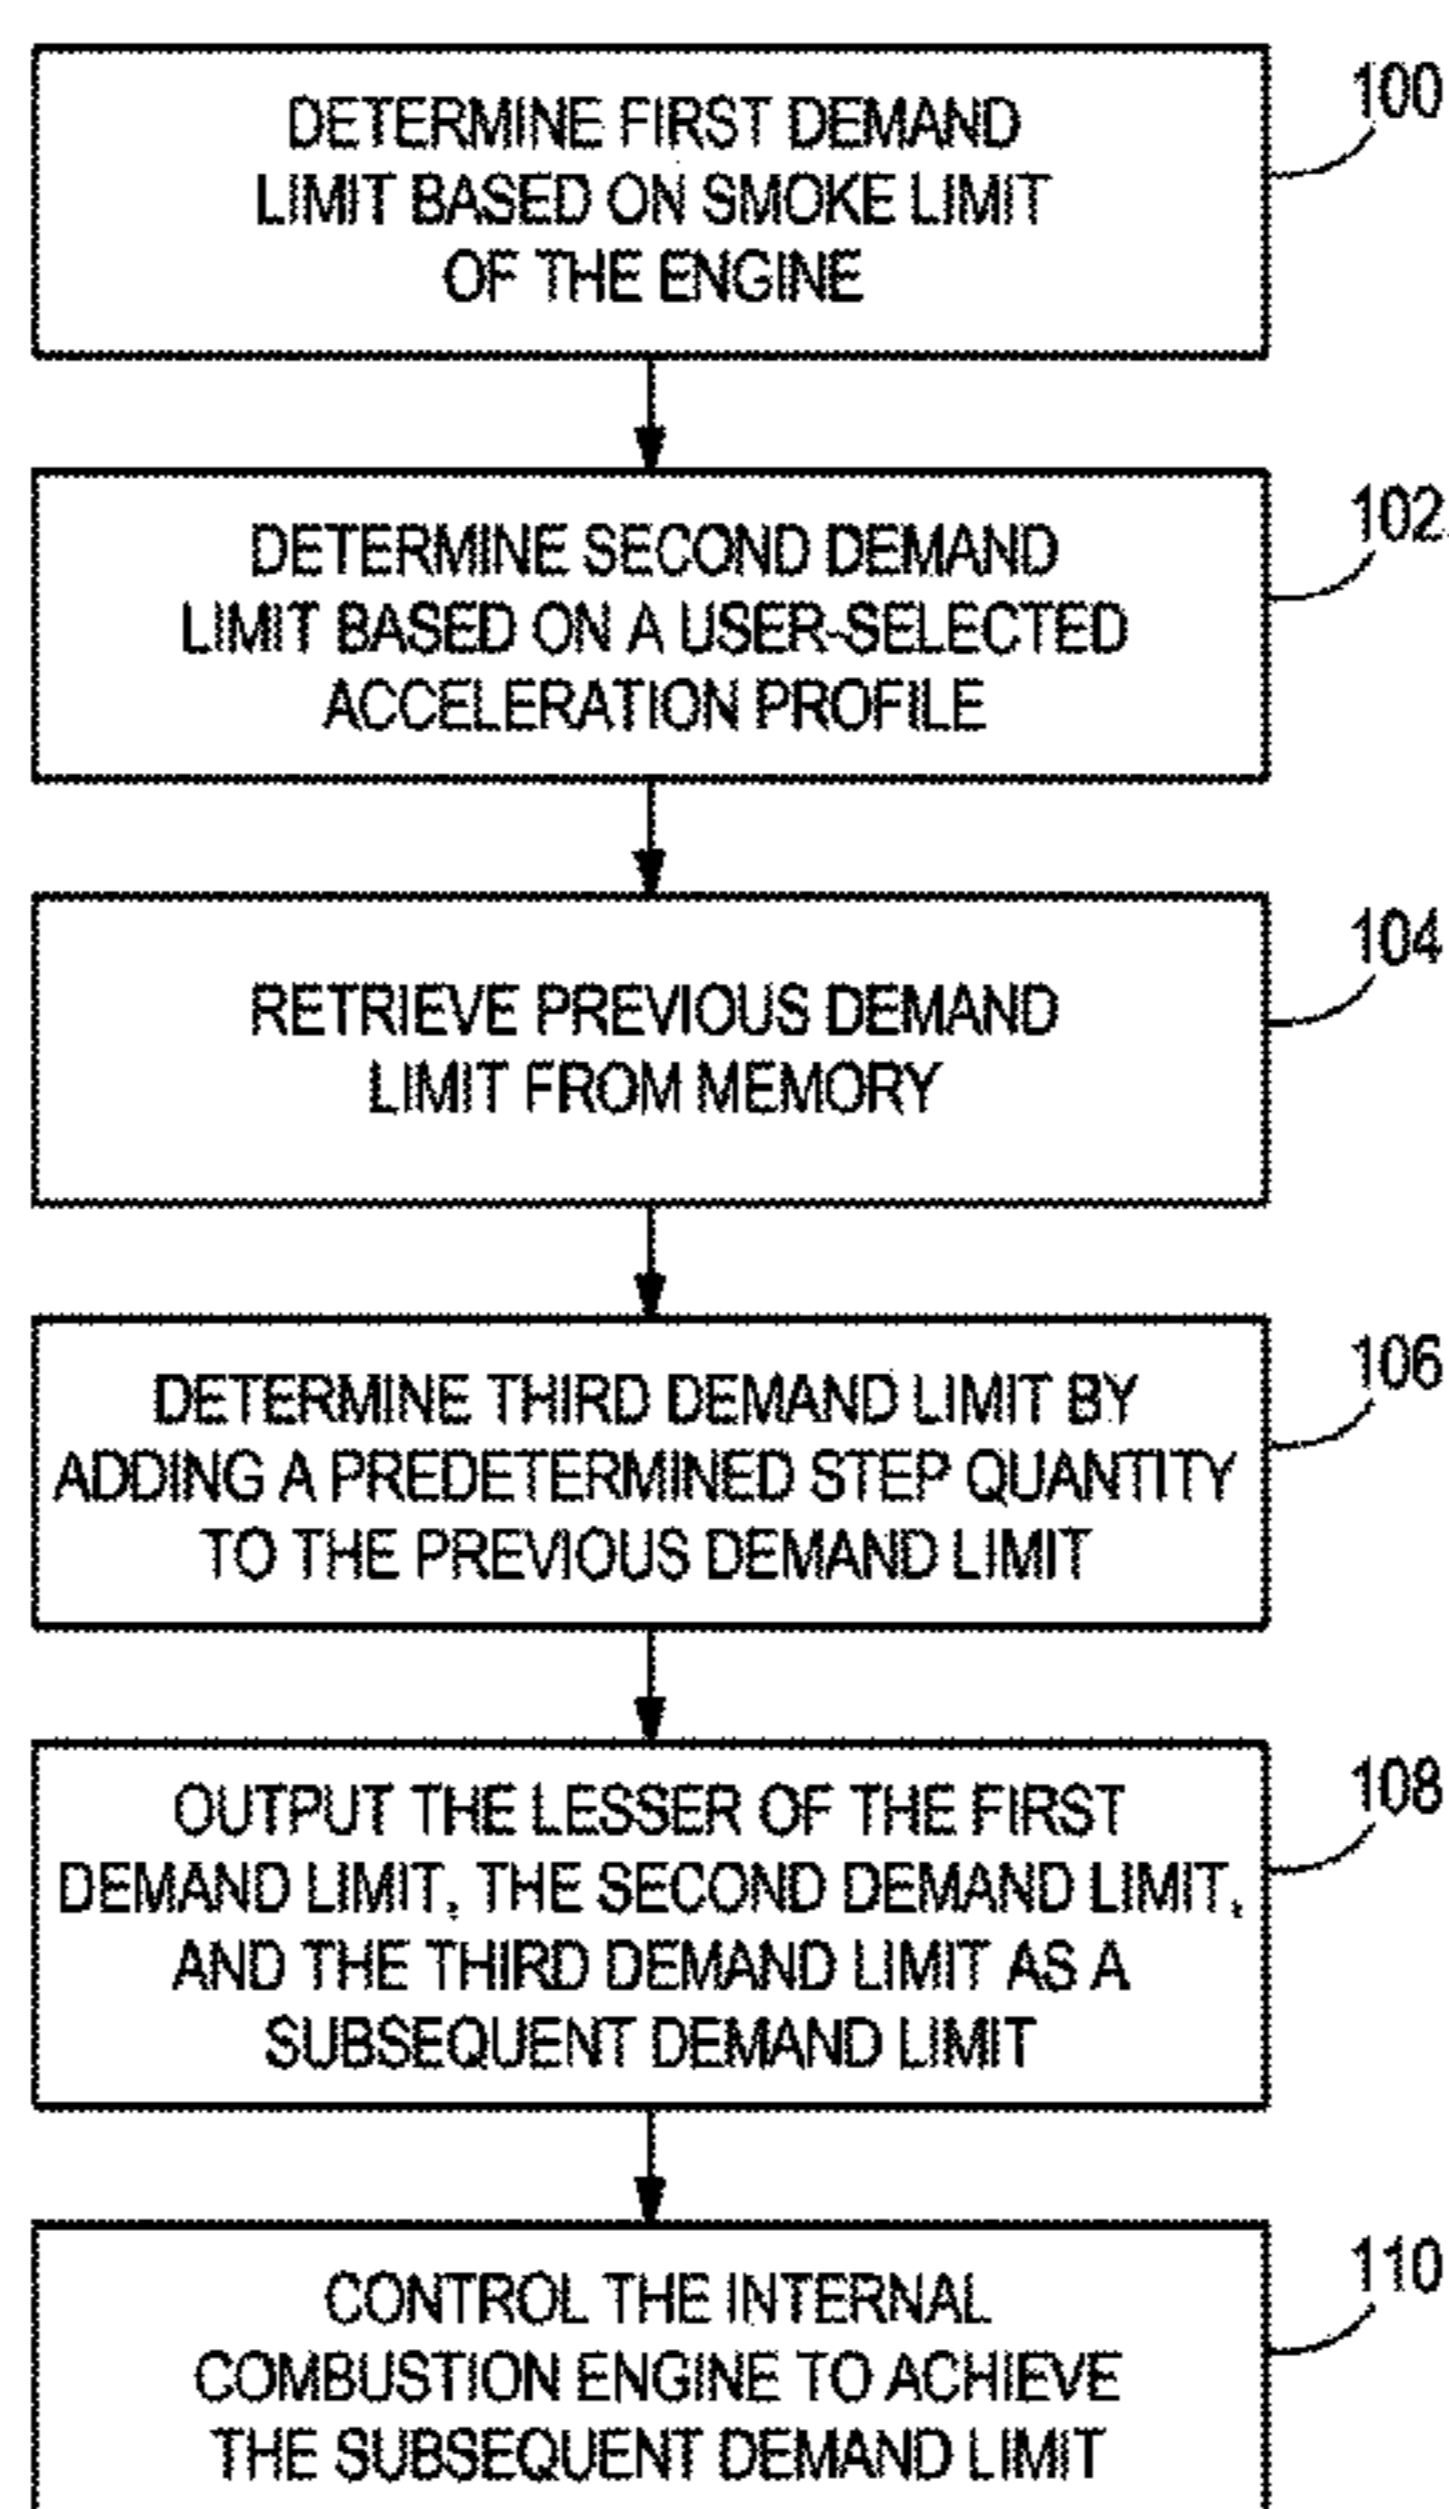 DETERMINE FIRST DEMAND
LIMIT BASED ON SMOKE LIMIT
OF THE ENGINE
100
DETERMINE SECOND DEMAND
LIMIT BASED ON A USER-SELECTED
ACCELERATION PROFILE
102
RETRIEVE PREVIOUS DEMAND
LIMIT FROM MEMORY
104
DETERMINE THIRD DEMAND LIMIT BY
ADDING A PREDETERMINED STEP QUANTITY
TO THE PREVIOUS DEMAND LIMIT
106
OUTPUT THE LESSER OF THE FIRST
DEMAND LIMIT, THE SECOND DEMAND LIMIT,
AND THE THIRD DEMAND LIMIT AS A
SUBSEQUENT DEMAND LIMIT
108
CONTROL THE INTERNAL
COMBUSTION ENGINE TO ACHIEVE
THE SUBSEQUENT DEMAND LIMIT
110